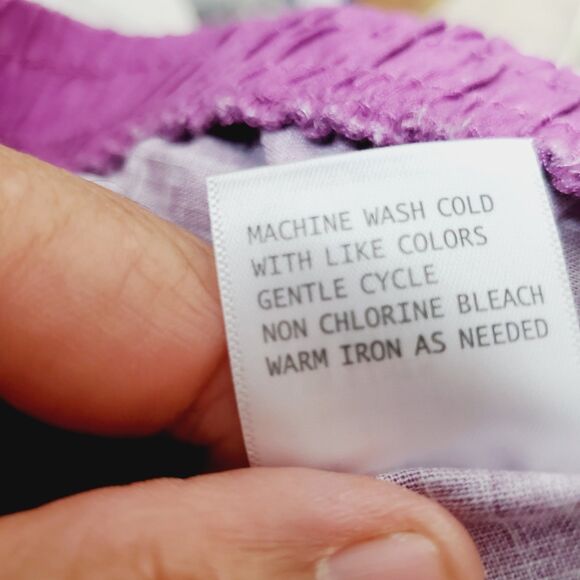 MACHINE WASH COLD
WITH LIKE COLORS
GENTLE CYCLE
NON CHLORINE BLEACH
WARM IRON AS NEEDED